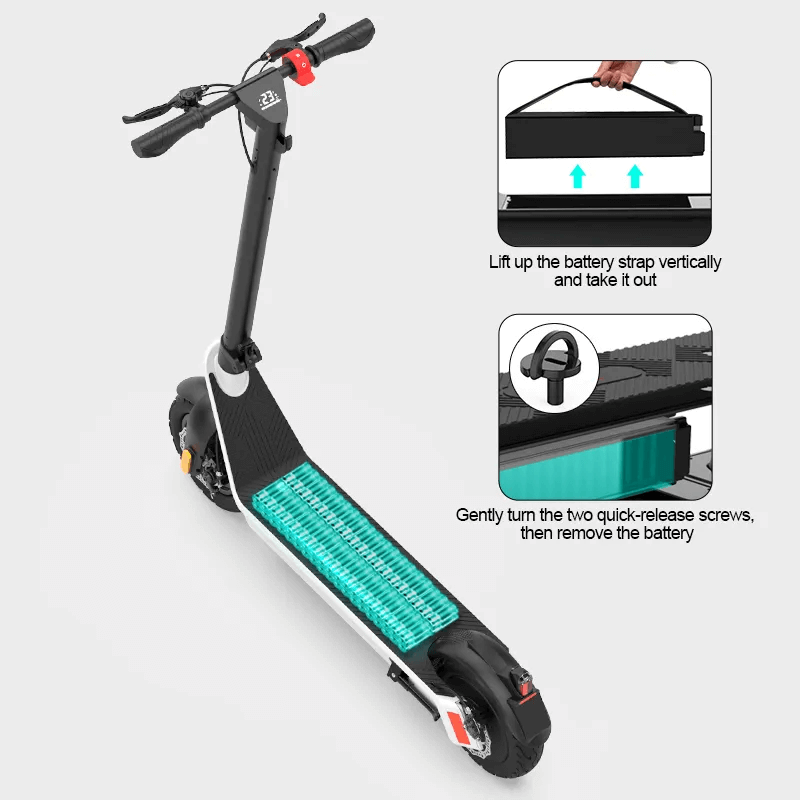 23
Lift up the battery strap vertically
and take it out
Gently turn the two quick-release screws,
then remove the battery